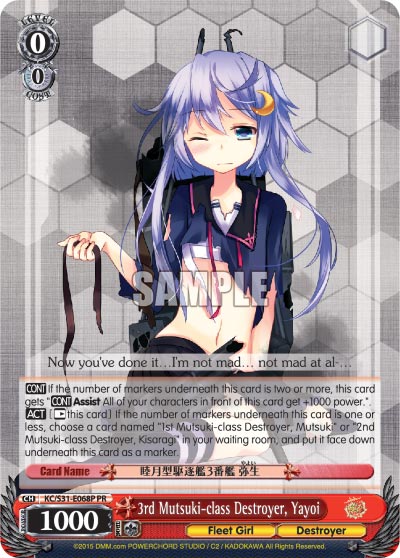 LEVEL
0
0
COST
SAMPLE
Now you've done it…I'm not mad… not mad at al-…
CONT If the number of markers underneath this card is two or more, this card
gets "CONT Assist All of your characters in front of this card get +1000 power.".
ACT [this card] If the number of markers underneath this card is one or
less, choose a card named "1st Mutsuki-class Destroyer, Mutsuki" or "2nd
Mutsuki-class Destroyer, Kisaragi" in your waiting room, and put it face down
underneath this card as a marker.
Card Name
睦月型駆逐艦3番艦 弥生
CH KC/S31-E068P PR
3rd Mutsuki-class Destroyer, Yayoi
1000
Fleet Girl
Destroyer
©2015 DMM.com POWERCHORD STUDIO / C2 / KADOKAWA All Rights Reserved.